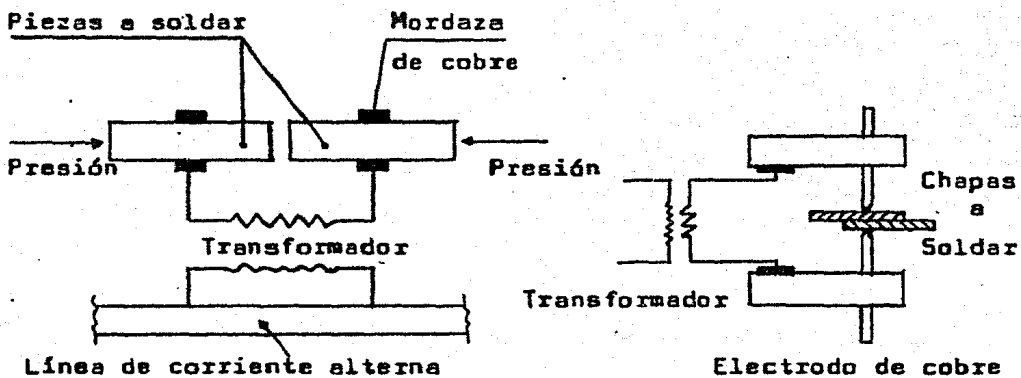 Piezas a soldar
Mordaza
de cobre
Presión
Presión
Transformador
Línea de corriente alterna
Chapas
a
Soldar
Transformador
Electrodo de cobre